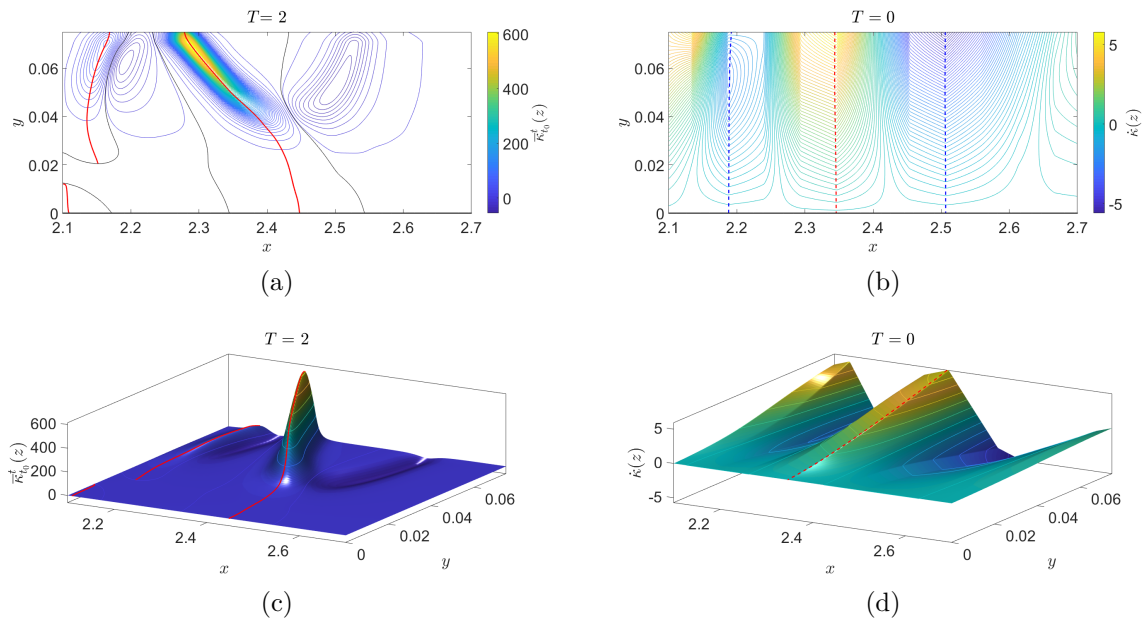 T = 2
600
400
200
0
κ̅ᵗₜ₀(z)
0.06
0.04
0.02
0
y
2.1 2.2 2.3 2.4 2.5 2.6 2.7
x
(a)
T = 0
5
0
-5
κ̇(z)
0.06
0.04
0.02
0
y
2.1 2.2 2.3 2.4 2.5 2.6 2.7
x
(b)
T = 2
600
400
200
0
κ̅ᵗₜ₀(z)
2.2
2.4
2.6
x
0
0.02
0.04
0.06
y
(c)
T = 0
5
0
-5
κ̇(z)
2.2
2.4
2.6
x
0
0.02
0.04
0.06
y
(d)